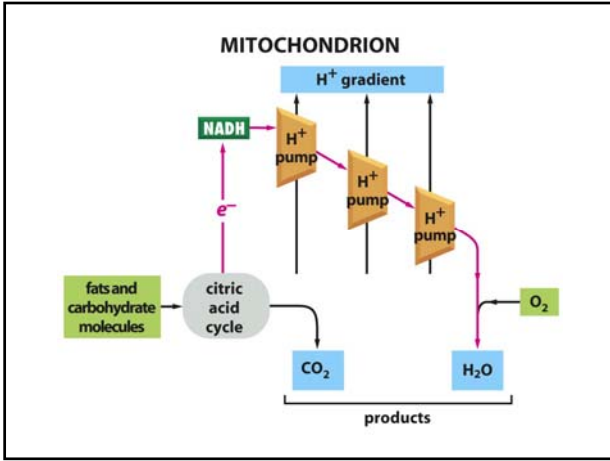 MITOCHONDRION
H⁺ gradient
NADH
H⁺
pump
H⁺
pump
H⁺
pump
e⁻
fats and
carbohydrate
molecules
citric
acid
cycle
O₂
CO₂
H₂O
products